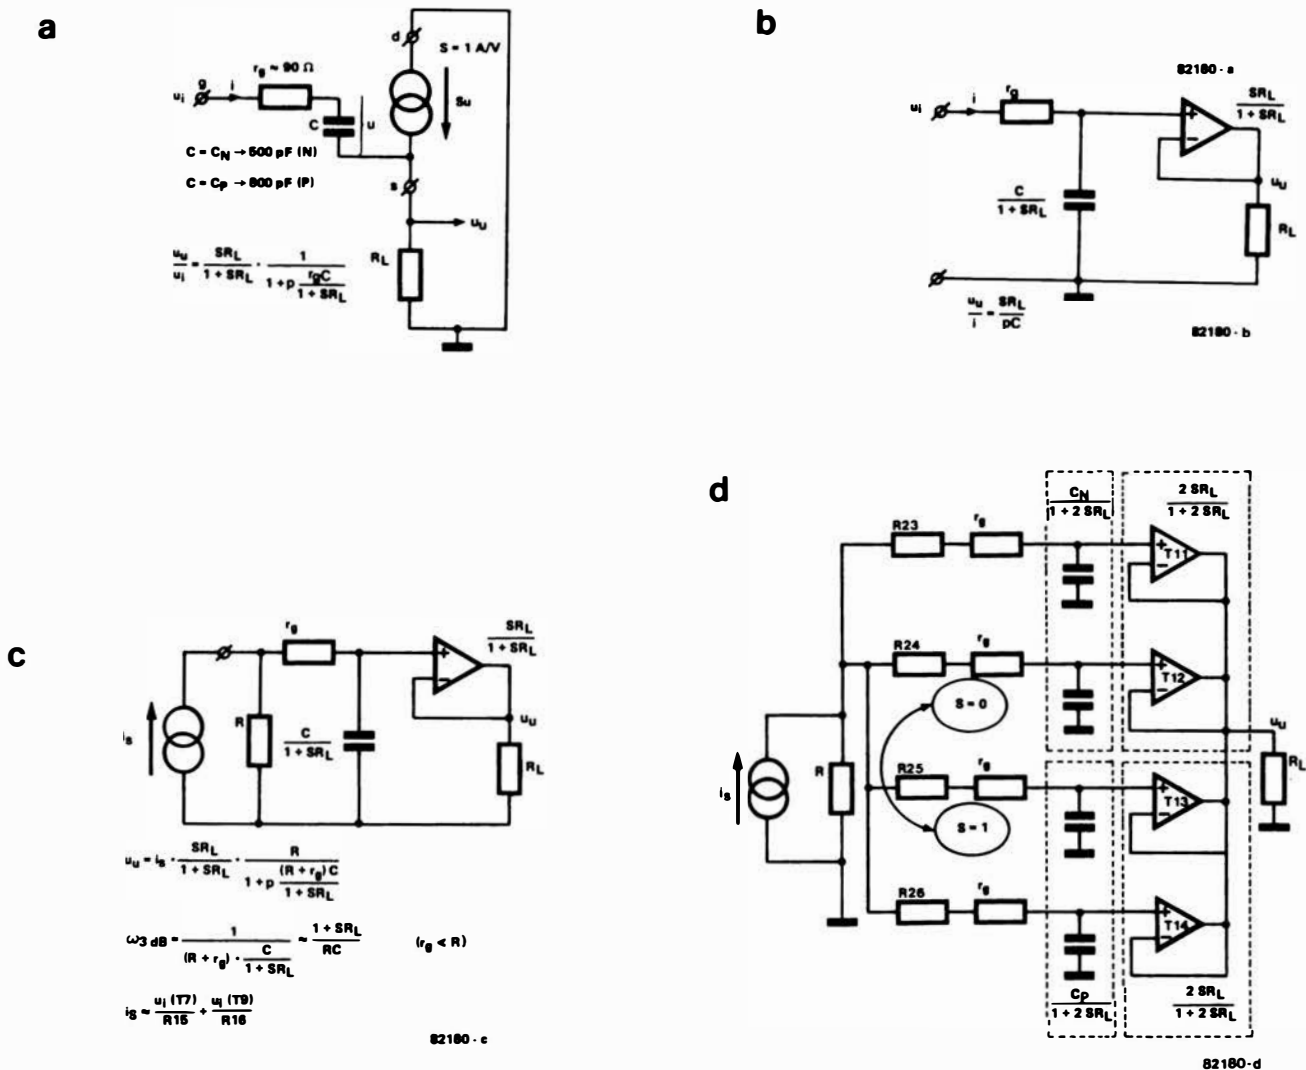 a
d
S = 1 A/V
r_g ≈ 90 Ω
g
u_i
i
Su
C
u
C = C_N → 500 pF (N)
C = C_P → 800 pF (P)
s
u_u
R_L
u_u/u_i = SR_L/(1 + SR_L) · 1/(1 + p r_gC/(1 + SR_L))
b
82180 - a
u_i
i
r_g
+
−
SR_L/(1 + SR_L)
u_u
C/(1 + SR_L)
R_L
u_u/i = SR_L/pC
82180 - b
c
r_g
+
−
SR_L/(1 + SR_L)
u_u
i_s
R
C/(1 + SR_L)
R_L
u_u = i_s · SR_L/(1 + SR_L) · R/(1 + p (R + r_g)C/(1 + SR_L))
ω_3 dB = 1/((R + r_g) · C/(1 + SR_L)) ≈ (1 + SR_L)/RC (r_g < R)
i_s ≈ u_i (T7)/R15 + u_i (T9)/R16
82180 - c
d
C_N/(1 + 2 SR_L)
2 SR_L/(1 + 2 SR_L)
R23
r_g
+
T11
−
R24
r_g
+
T12
−
S = 0
u_u
R_L
i_s
R
R25
r_g
+
T13
−
S = 1
R26
r_g
+
T14
−
C_P/(1 + 2 SR_L)
2 SR_L/(1 + 2 SR_L)
82180 - d